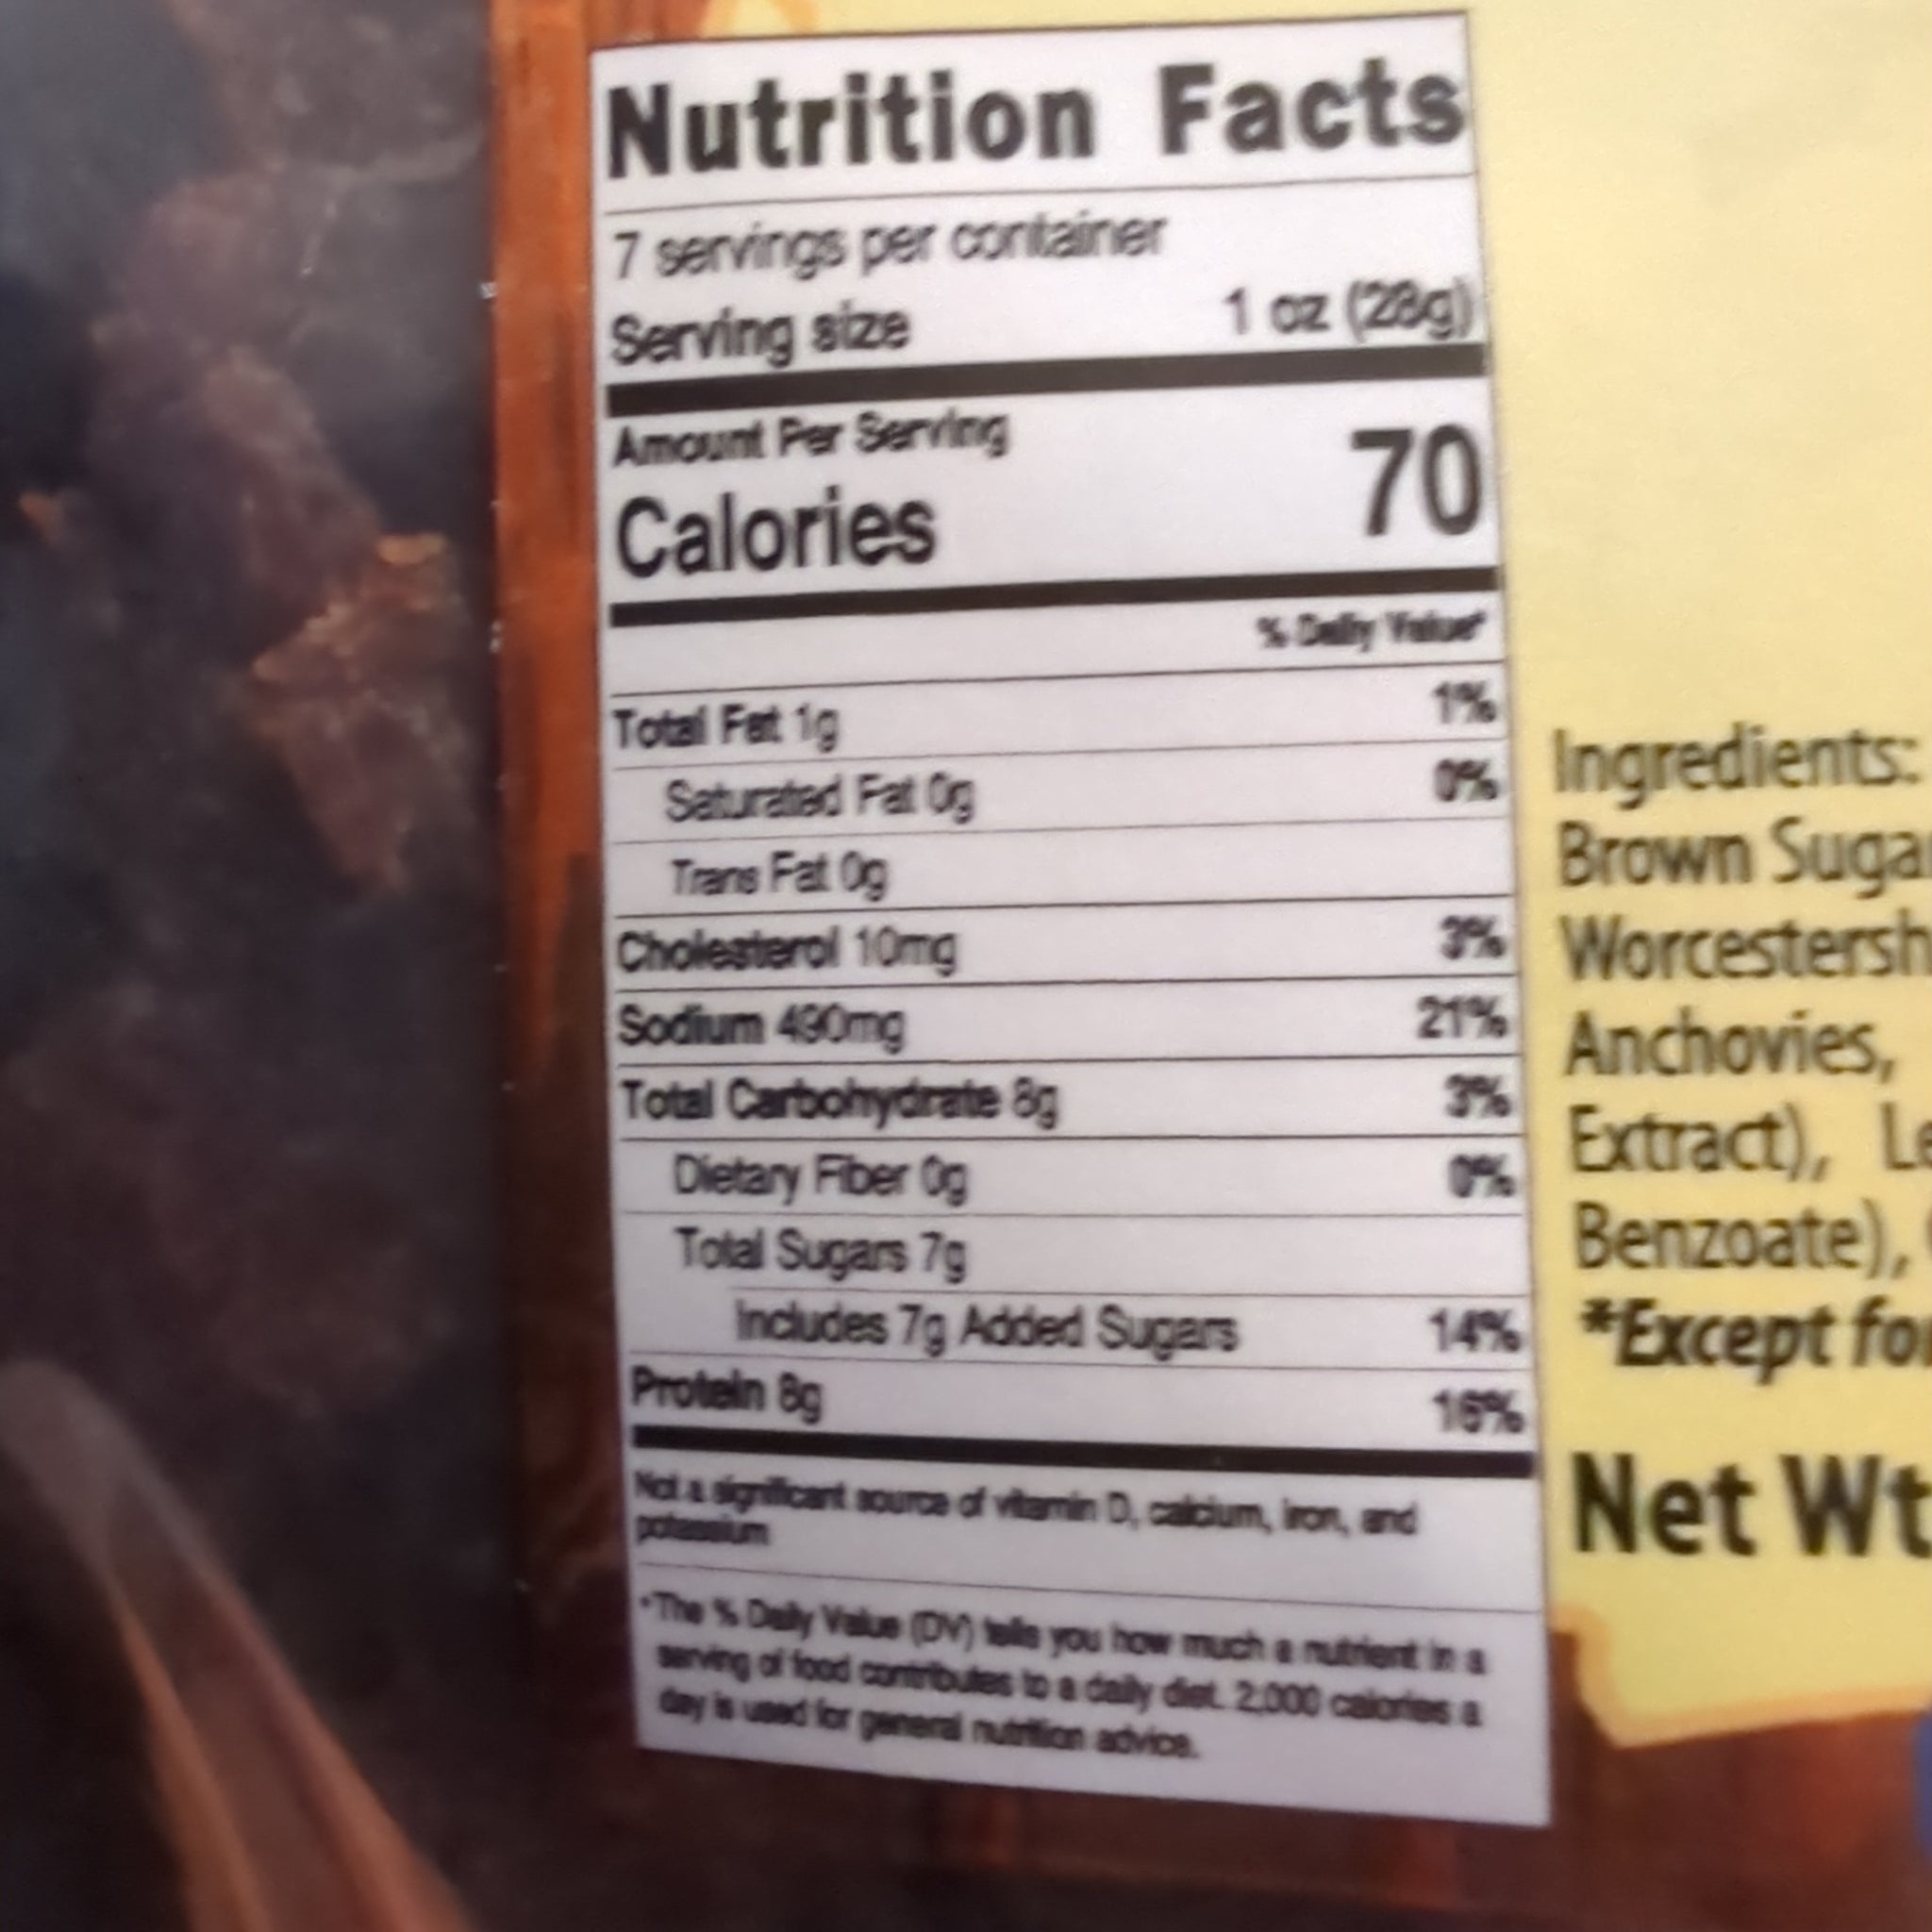 Nutrition Facts
7 servings per container
Serving size 1 oz (28g)
Amount Per Serving
Calories 70
% Daily Value*
Total Fat 1g 1%
Saturated Fat 0g 0%
Trans Fat 0g
Cholesterol 10mg 3%
Sodium 490mg 21%
Total Carbohydrate 8g 3%
Dietary Fiber 0g 0%
Total Sugars 7g
Includes 7g Added Sugars 14%
Protein 8g 16%
Not a significant source of vitamin D, calcium, iron, and
potassium
*The % Daily Value (DV) tells you how much a nutrient in a
serving of food contributes to a daily diet. 2,000 calories a
day is used for general nutrition advice.
Ingredients:
Brown Sugar
Worcestersh
Anchovies,
Extract), Le
Benzoate),
*Except for
Net Wt